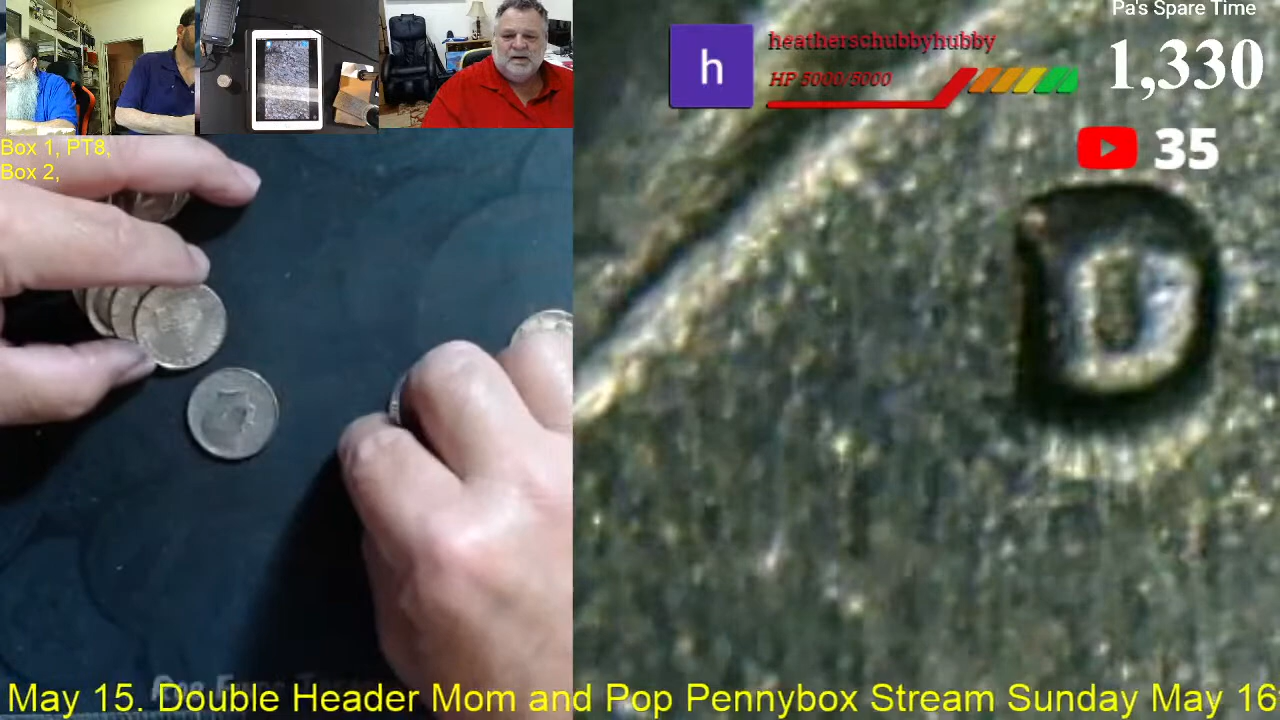 Pa's Spare Time
h
heatherschubbyhubby
1,330
HP 5000/5000
35
Box 1, PT8,
Box 2,
D
May 15. Double Header Mom and Pop Pennybox Stream Sunday May 16